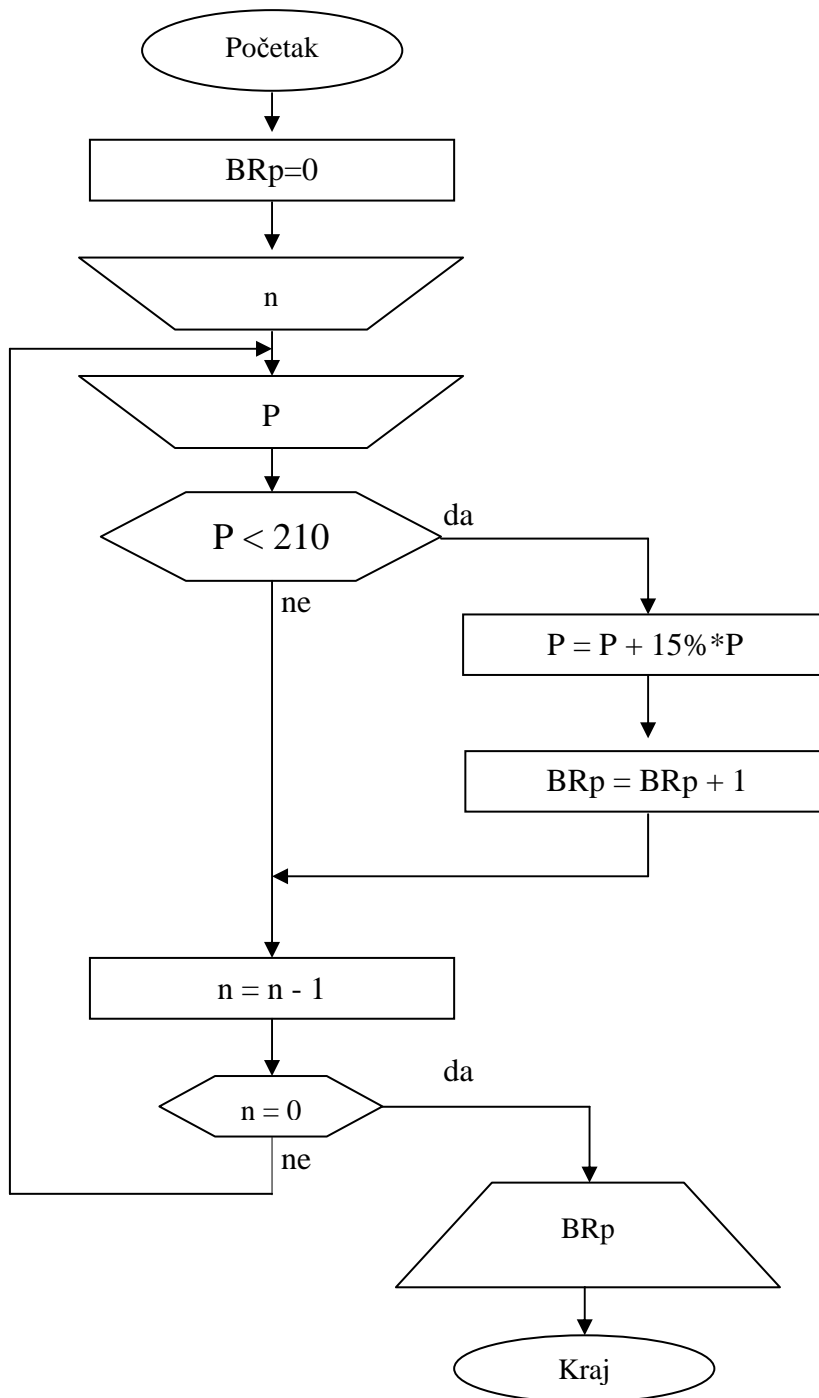 Početak
BRp=0
n
P
P < 210
da
ne
P = P + 15%*P
BRp = BRp + 1
n = n - 1
da
n = 0
ne
BRp
Kraj